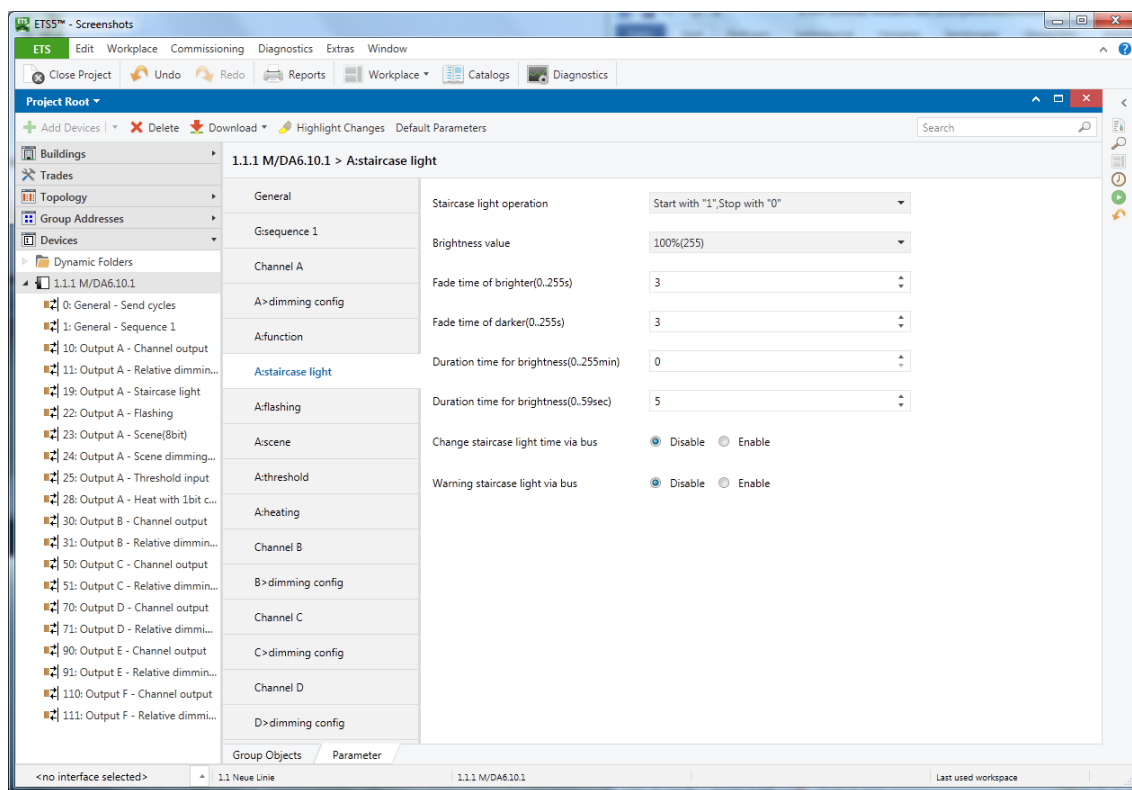 ETS5™ - Screenshots
ETS Edit Workplace Commissioning Diagnostics Extras Window
Close Project Undo Redo Reports Workplace Catalogs Diagnostics
Project Root
Add Devices Delete Download Highlight Changes Default Parameters Search
Buildings
Trades
Topology
Group Addresses
Devices
Dynamic Folders
1.1.1 M/DA6.10.1
0: General - Send cycles
1: General - Sequence 1
10: Output A - Channel output
11: Output A - Relative dimmin...
19: Output A - Staircase light
22: Output A - Flashing
23: Output A - Scene(8bit)
24: Output A - Scene dimming...
25: Output A - Threshold input
28: Output A - Heat with 1bit c...
30: Output B - Channel output
31: Output B - Relative dimmin...
50: Output C - Channel output
51: Output C - Relative dimmin...
70: Output D - Channel output
71: Output D - Relative dimmi...
90: Output E - Channel output
91: Output E - Relative dimmin...
110: Output F - Channel output
111: Output F - Relative dimmi...
1.1.1 M/DA6.10.1 > A:staircase light
General
G:sequence 1
Channel A
A>dimming config
A:function
A:staircase light
A:flashing
A:scene
A:threshold
A:heating
Channel B
B>dimming config
Channel C
C>dimming config
Channel D
D>dimming config
Staircase light operation Start with "1",Stop with "0"
Brightness value 100%(255)
Fade time of brighter(0..255s) 3
Fade time of darker(0..255s) 3
Duration time for brightness(0..255min) 0
Duration time for brightness(0..59sec) 5
Change staircase light time via bus Disable Enable
Warning staircase light via bus Disable Enable
Group Objects Parameter
<no interface selected> 1.1 Neue Linie 1.1.1 M/DA6.10.1 Last used workspace